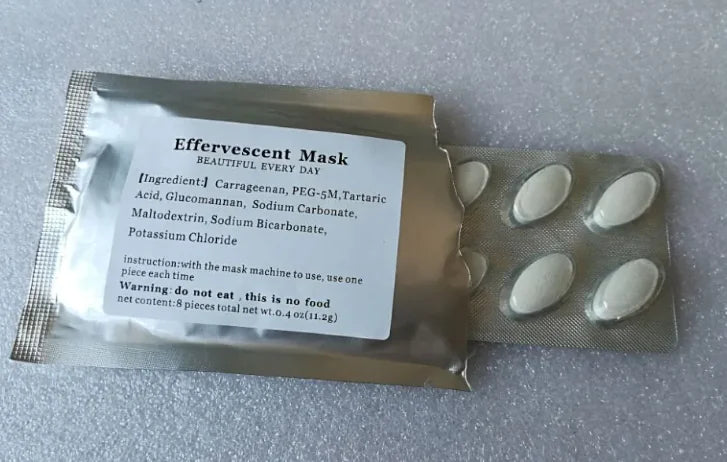 Effervescent Mask
BEAUTIFUL EVERY DAY
【Ingredient:】 Carrageenan, PEG-5M,Tartaric
Acid, Glucomannan, Sodium Carbonate,
Maltodextrin, Sodium Bicarbonate,
Potassium Chloride
instruction:with the mask machine to use, use one
piece each time
Warning: do not eat , this is no food
net content:8 pieces total net wt.0.4 oz(11.2g)